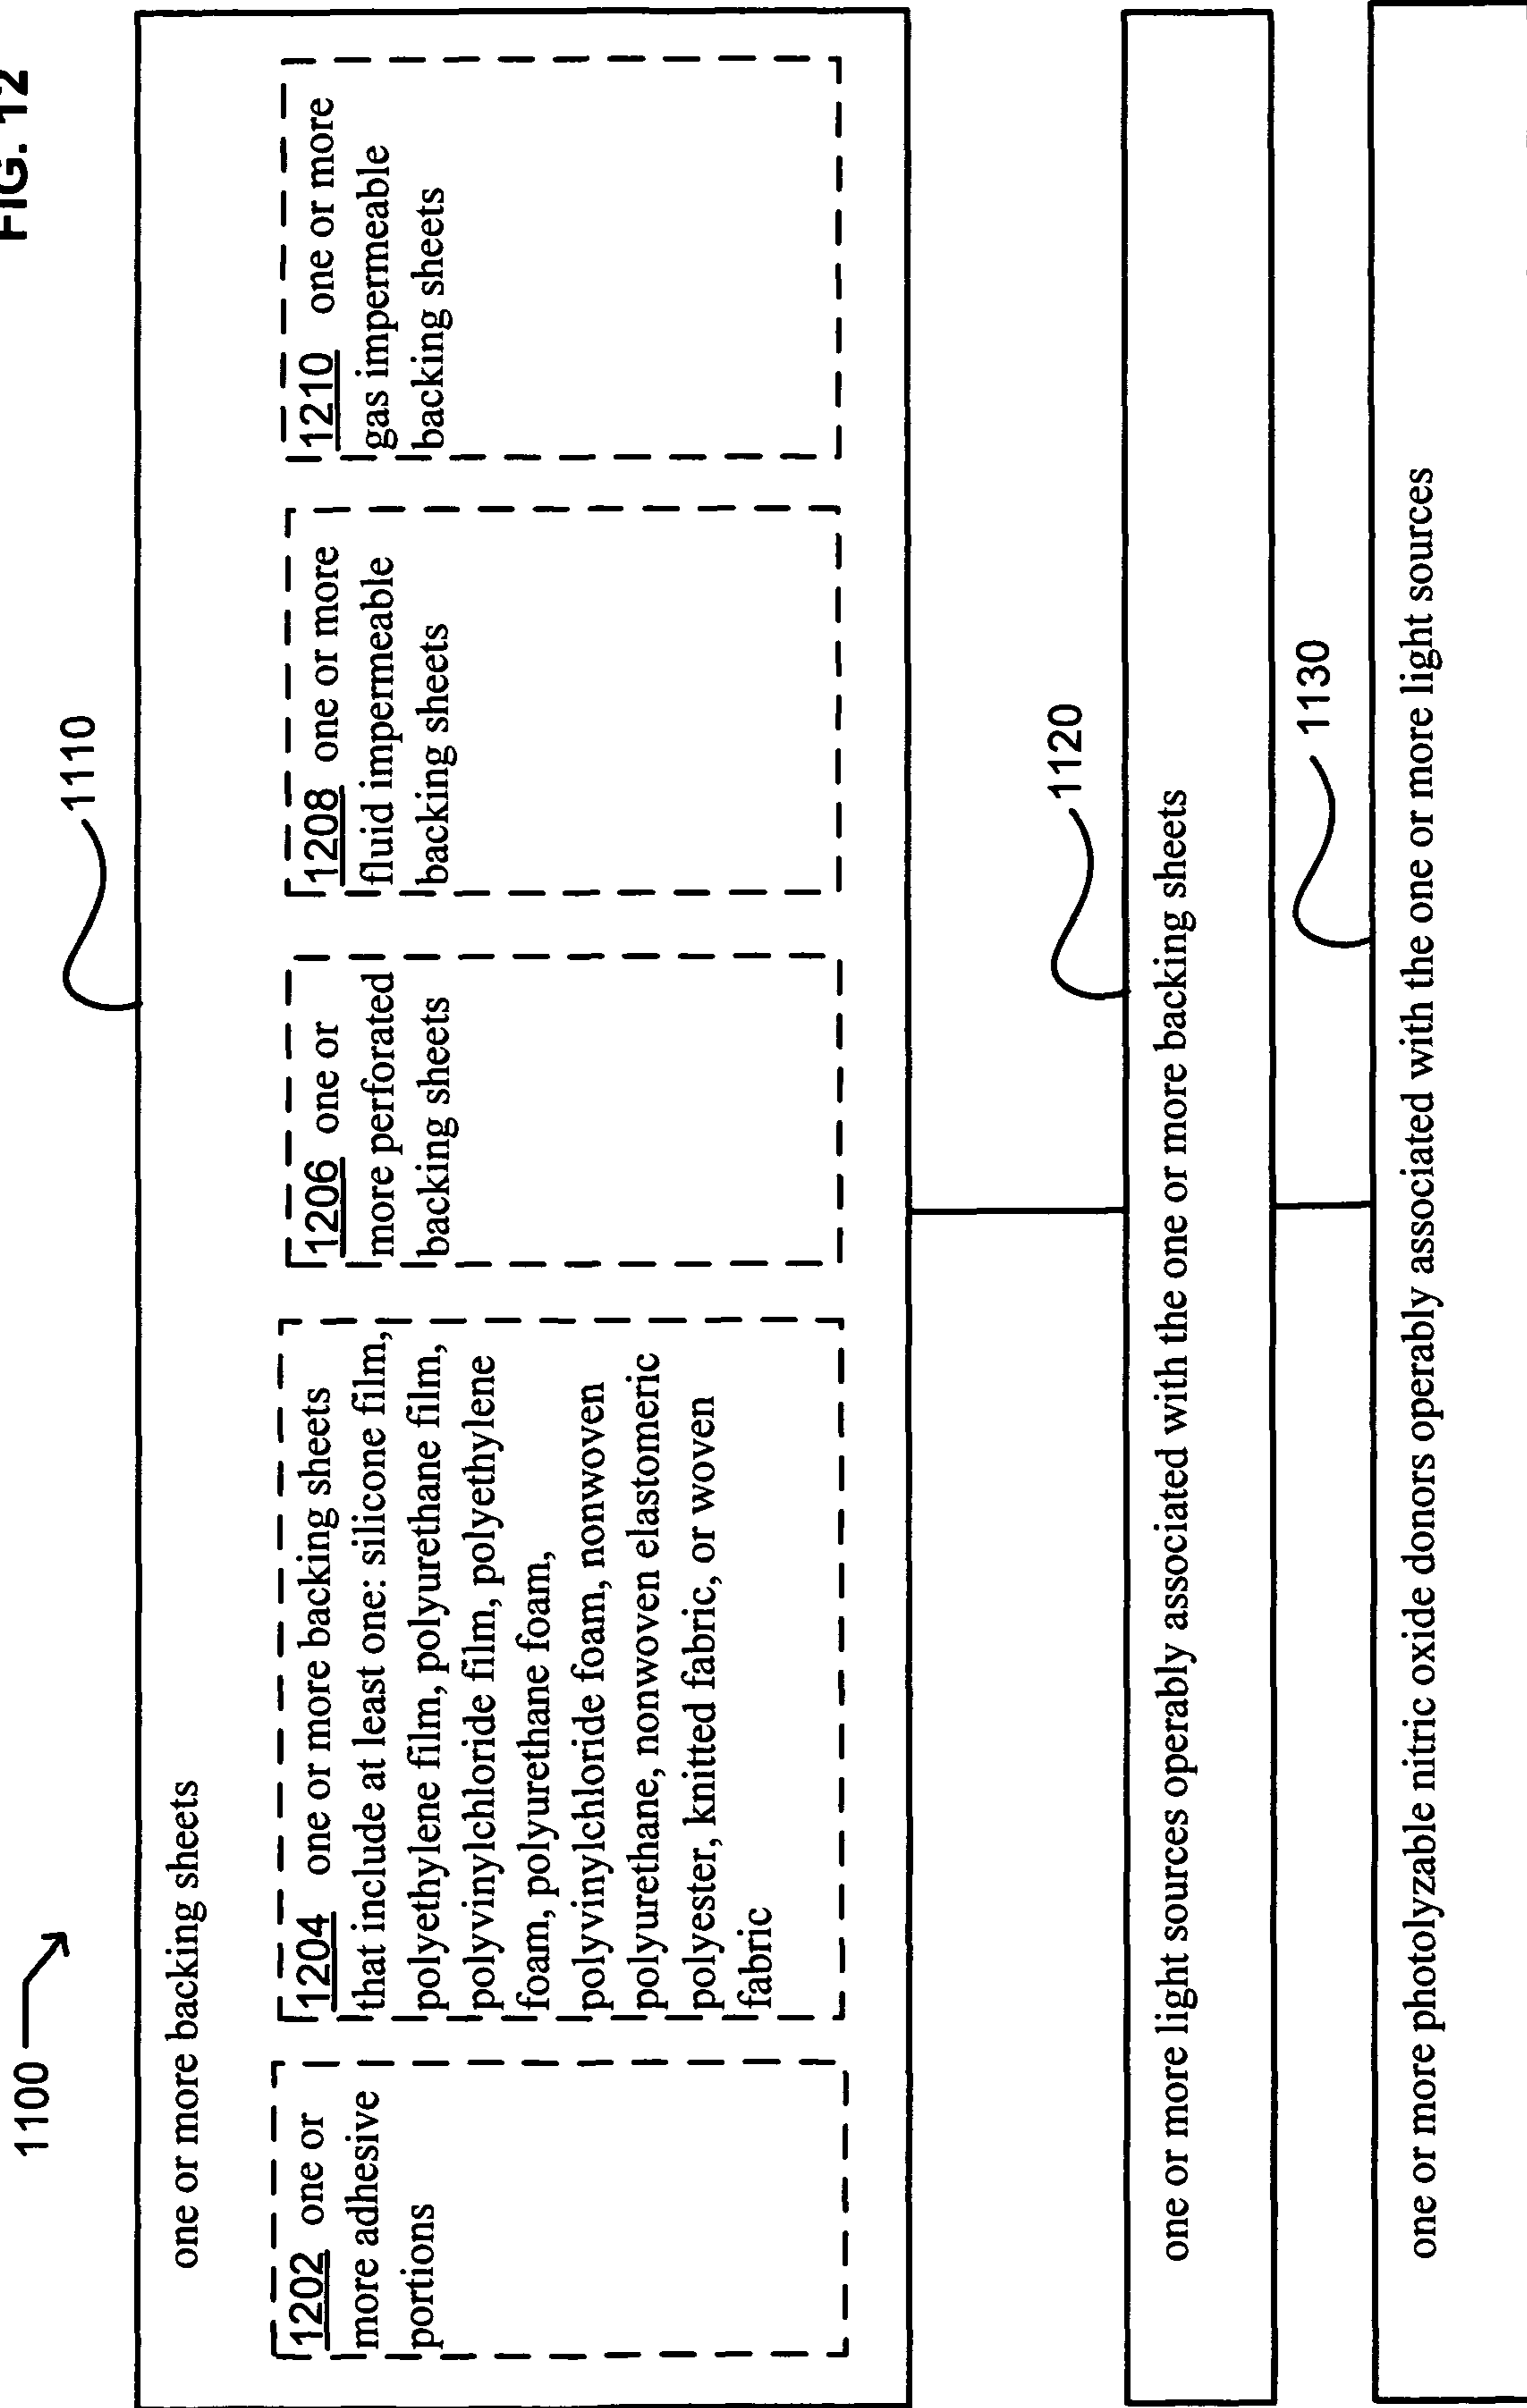 FIG. 12
1100
1110
one or more backing sheets
1202 one or
more adhesive
portions
1204 one or more backing sheets
that include at least one: silicone film,
polyethylene film, polyurethane film,
polyvinylchloride film, polyethylene
foam, polyurethane foam,
polyvinylchloride foam, nonwoven
polyurethane, nonwoven elastomeric
polyester, knitted fabric, or woven
fabric
1206 one or
more perforated
backing sheets
1208 one or more
fluid impermeable
backing sheets
1210 one or more
gas impermeable
backing sheets
1120
one or more light sources operably associated with the one or more backing sheets
1130
one or more photolyzable nitric oxide donors operably associated with the one or more light sources